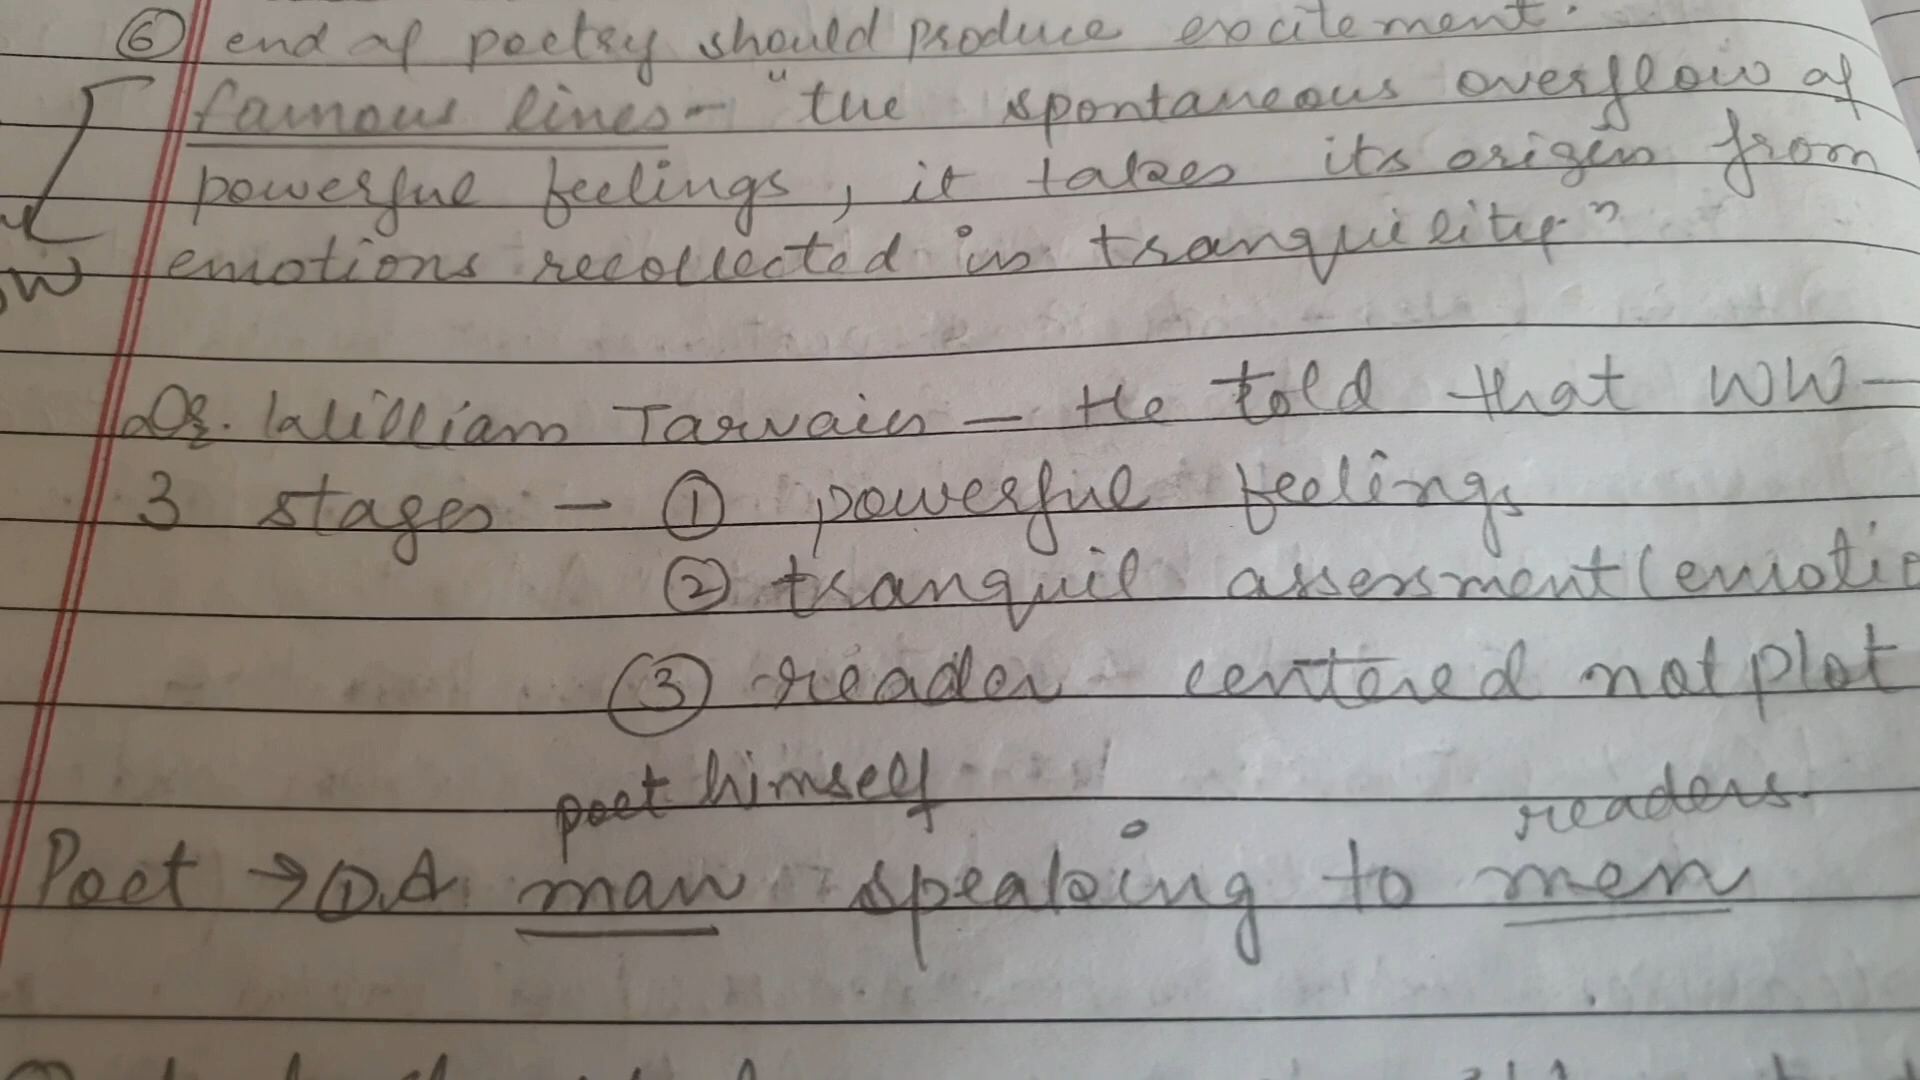 ⑥ end of poetry should produce excitement.
famous lines - "the spontaneous overflow of
powerful feelings, it takes its origin from
emotions recollected in tranquility"
Dr. William Tarvain - He told that WW -
3 stages - ① powerful feelings
② tranquil assessment (emotio
③ reader centered not plot
poet himself readers.
Poet → ①. A man speaking to men